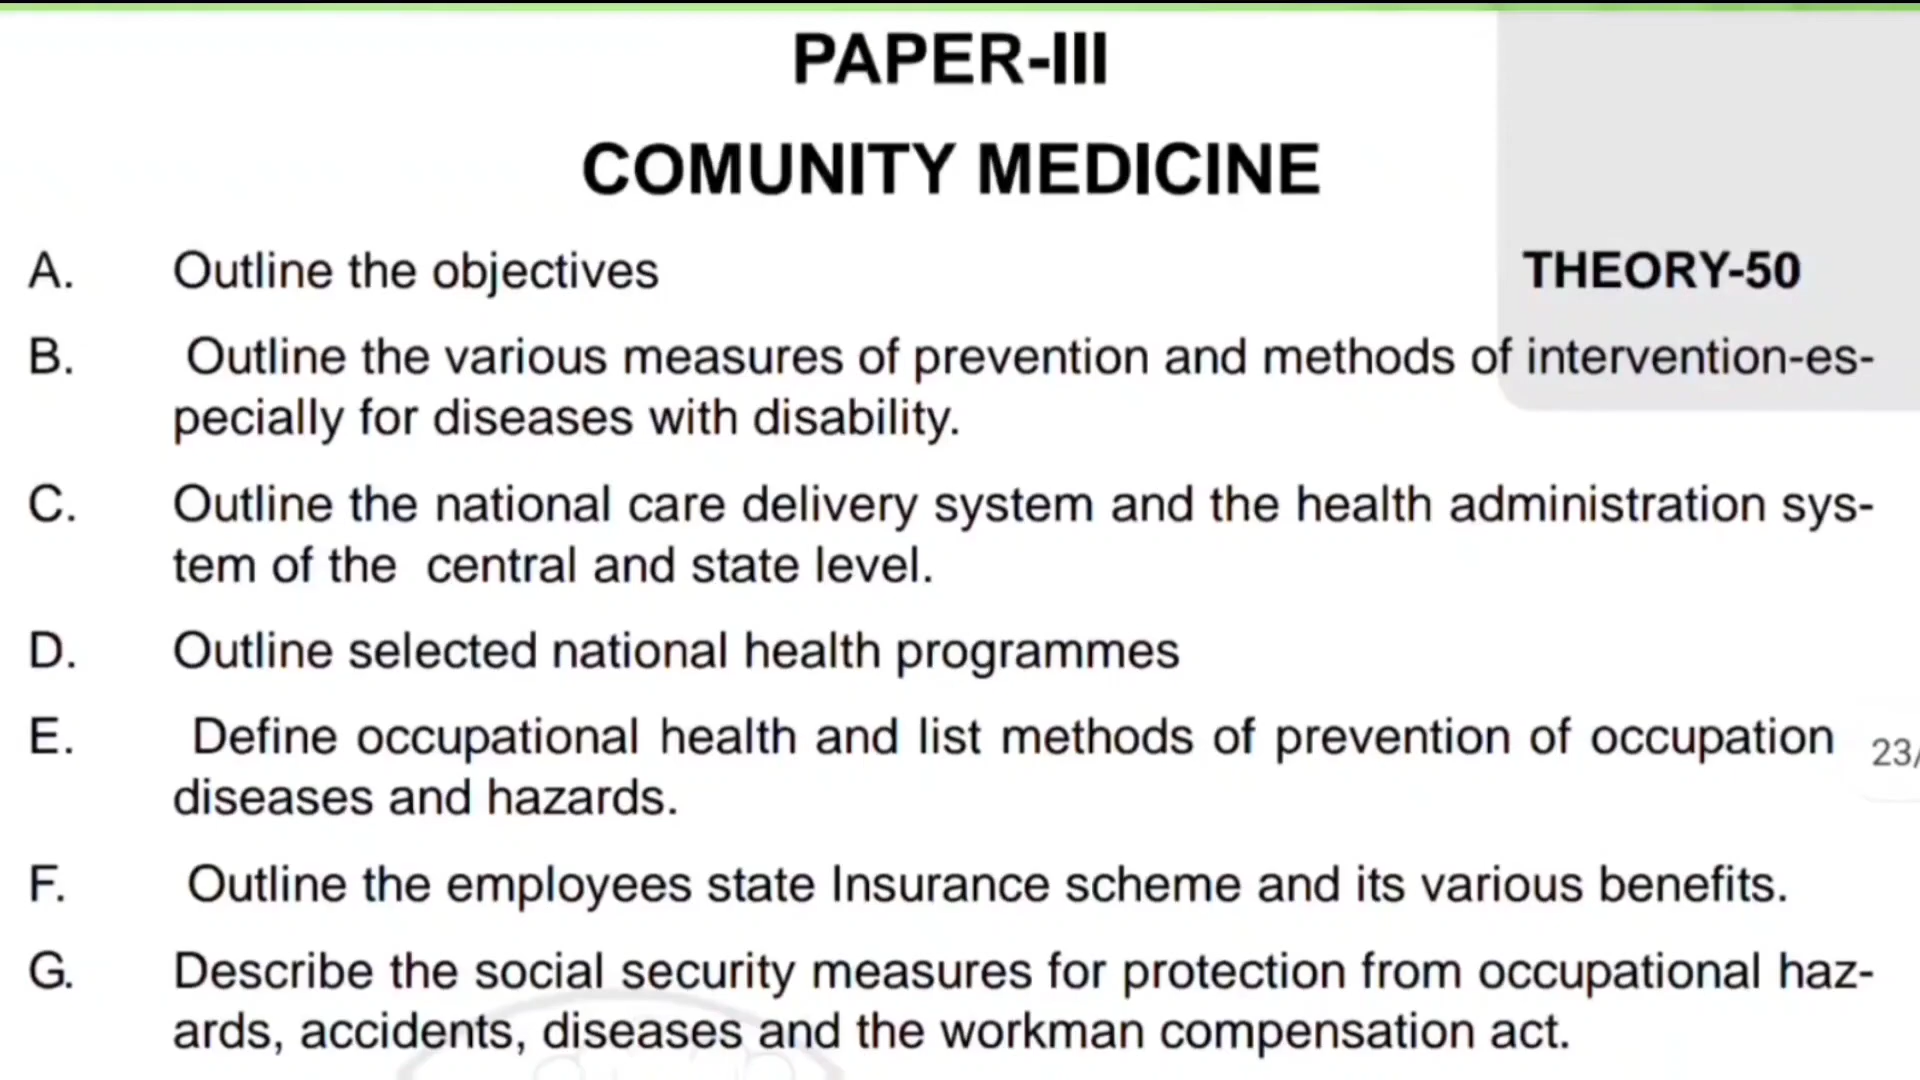 PAPER-III
COMUNITY MEDICINE
A. Outline the objectives THEORY-50
B. Outline the various measures of prevention and methods of intervention-es-
pecially for diseases with disability.
C. Outline the national care delivery system and the health administration sys-
tem of the central and state level.
D. Outline selected national health programmes
E. Define occupational health and list methods of prevention of occupation
23/
diseases and hazards.
F. Outline the employees state Insurance scheme and its various benefits.
G. Describe the social security measures for protection from occupational haz-
ards, accidents, diseases and the workman compensation act.